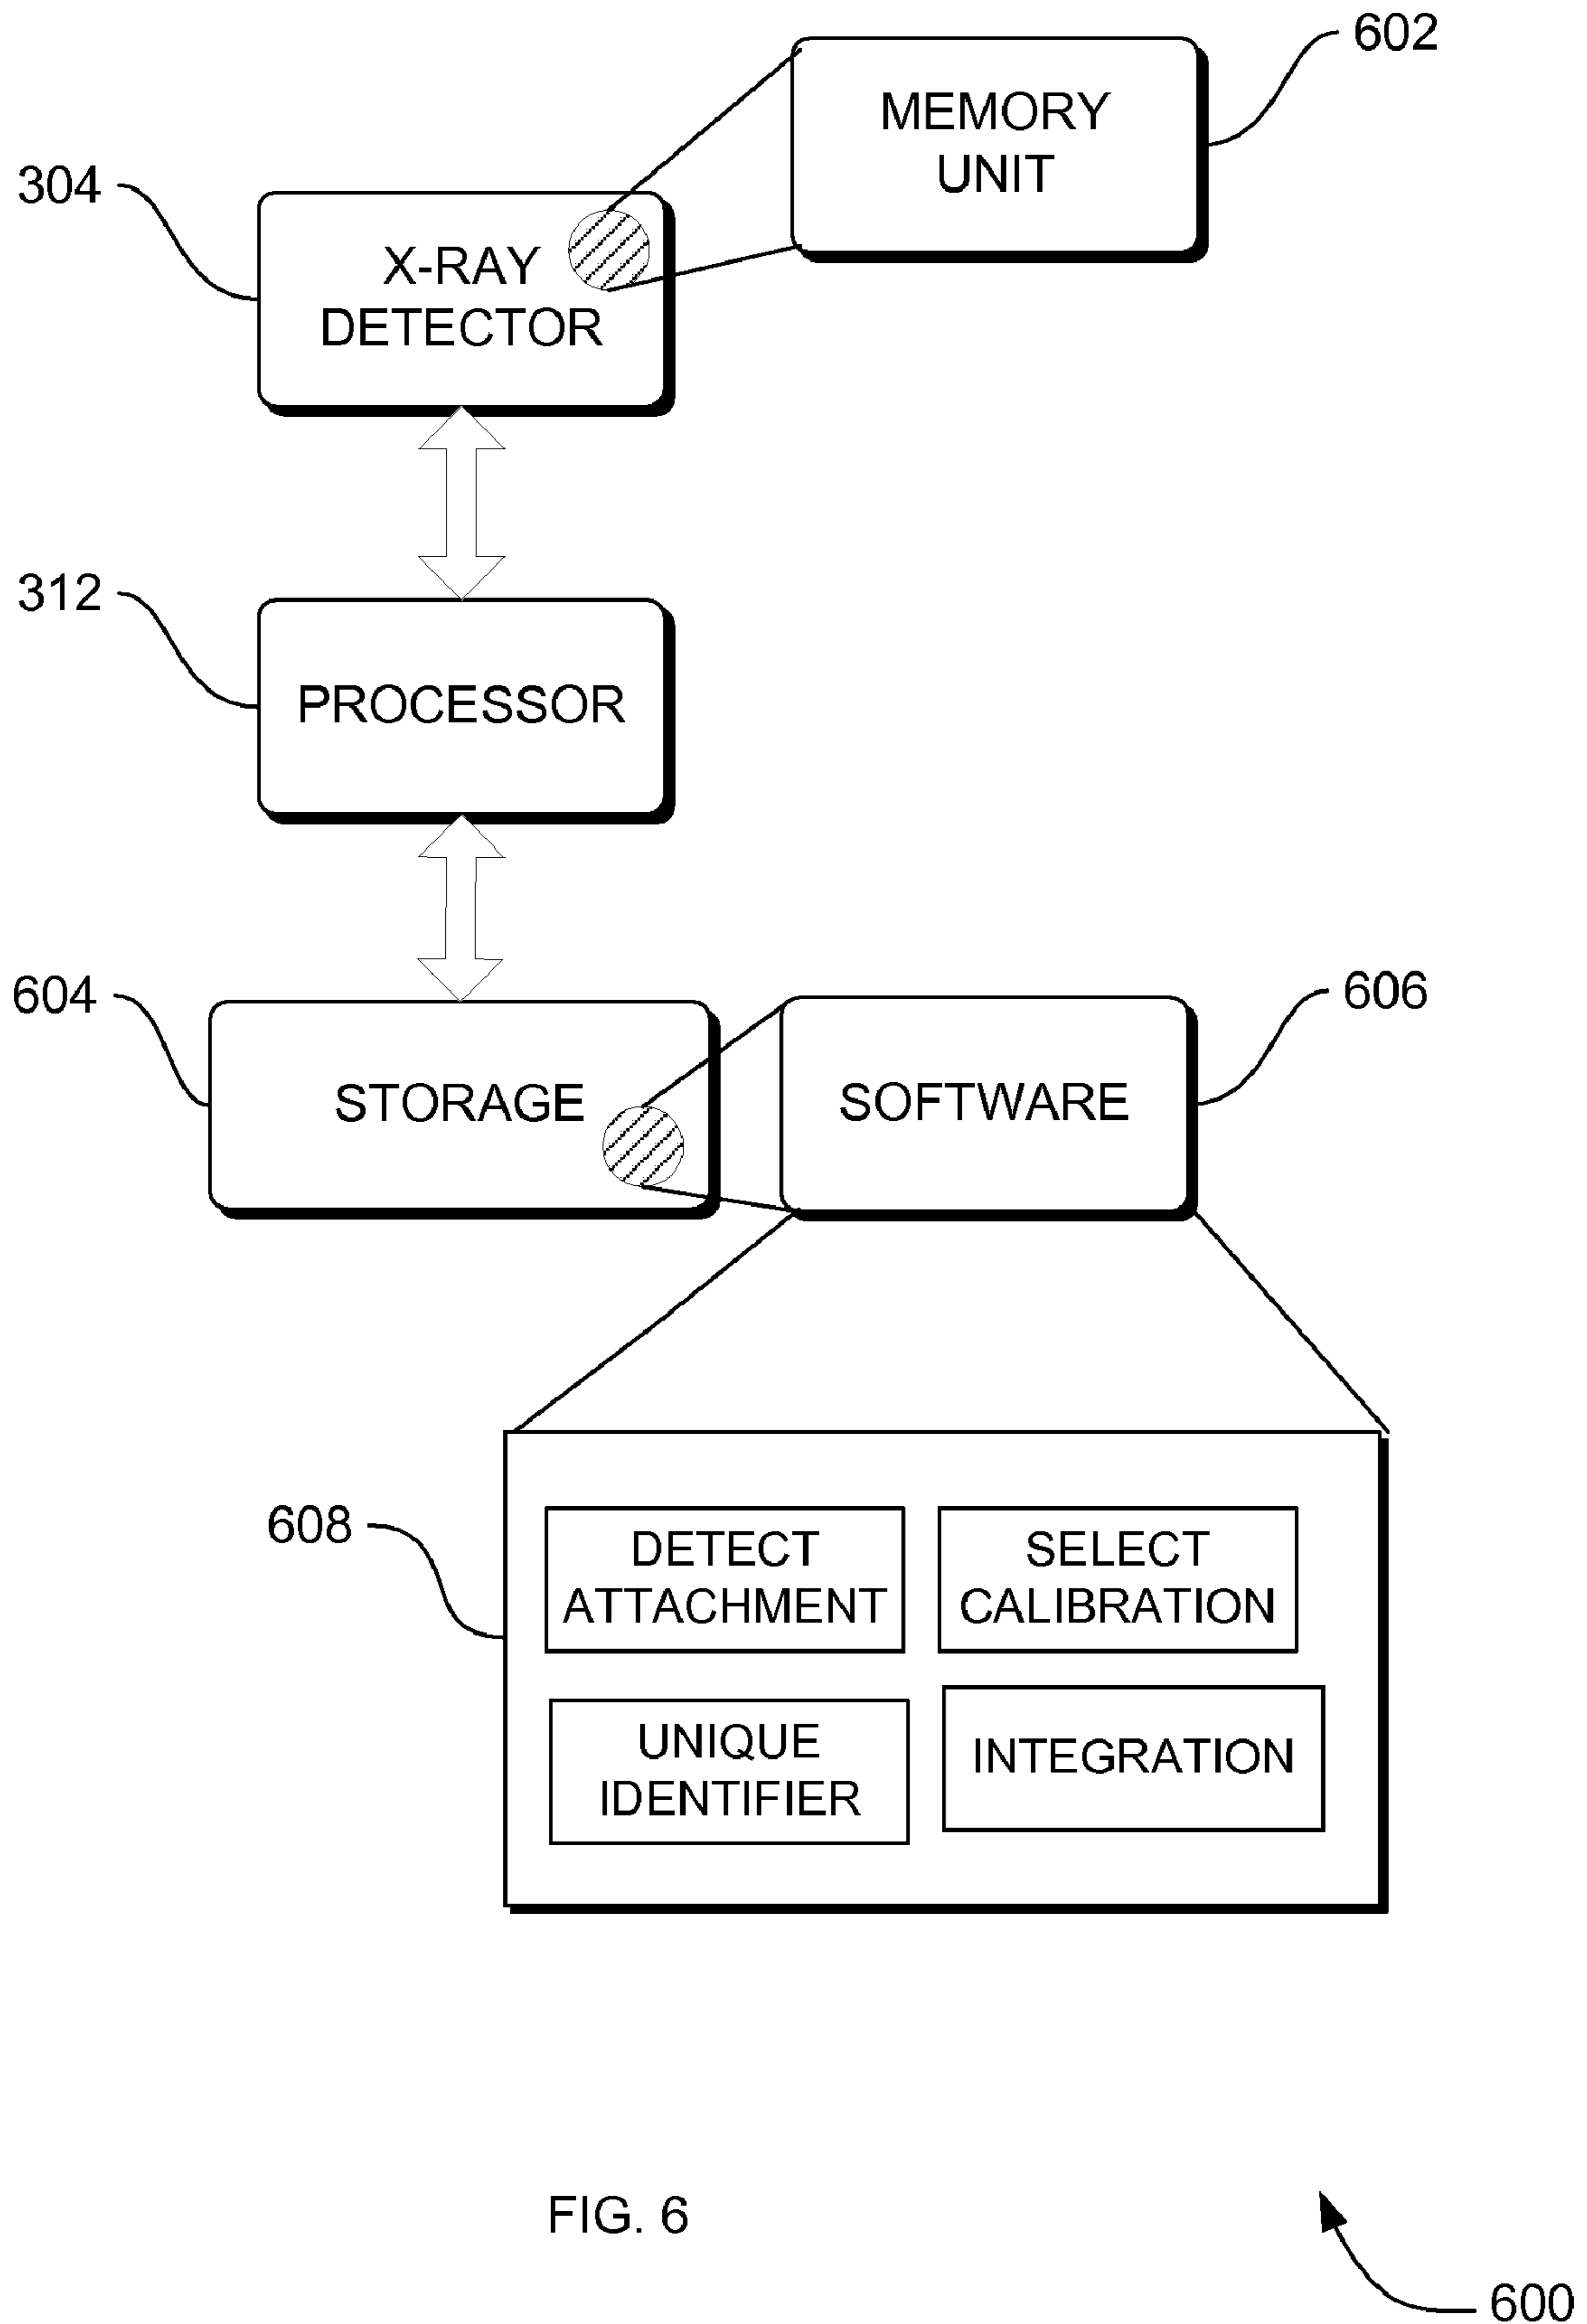 602
MEMORY
UNIT
304
X-RAY
DETECTOR
312
PROCESSOR
604
STORAGE
606
SOFTWARE
608
DETECT
ATTACHMENT
SELECT
CALIBRATION
UNIQUE
IDENTIFIER
INTEGRATION
FIG. 6
600